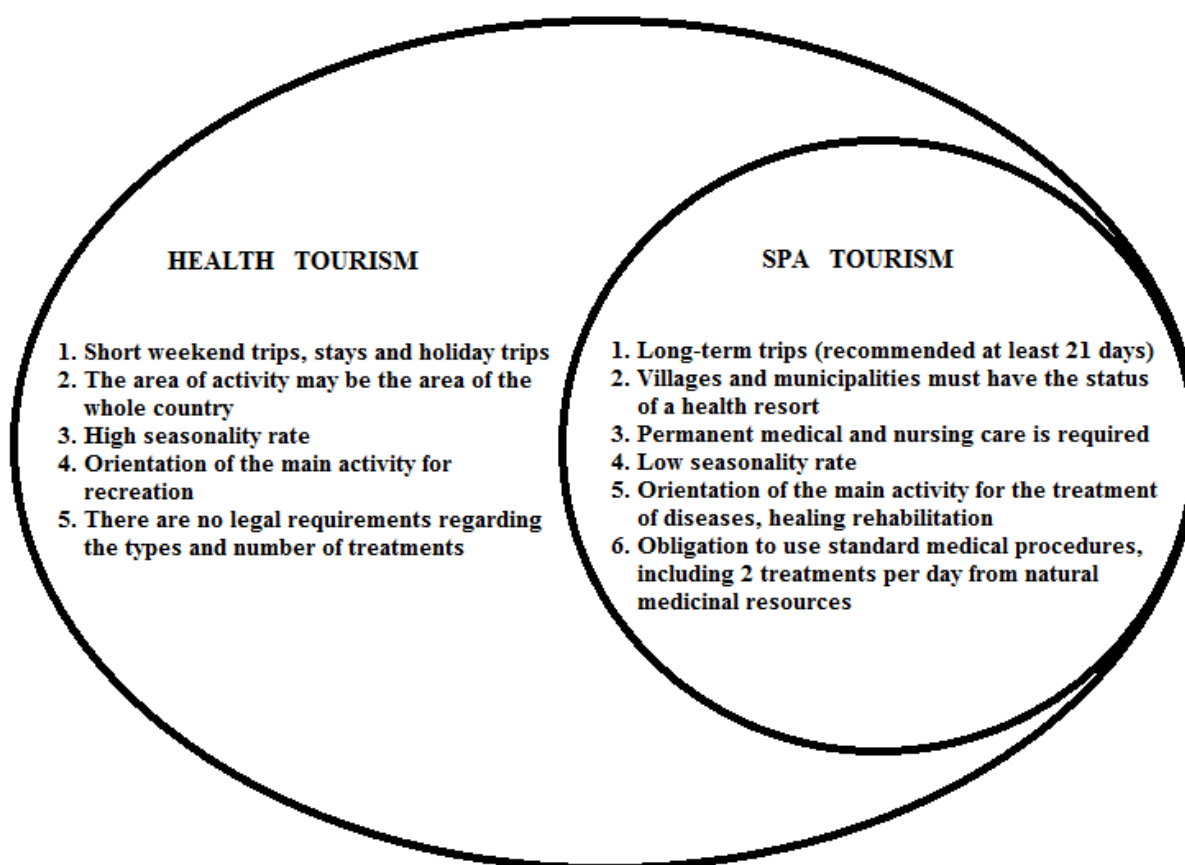 HEALTH TOURISM
1. Short weekend trips, stays and holiday trips
2. The area of activity may be the area of the
whole country
3. High seasonality rate
4. Orientation of the main activity for
recreation
5. There are no legal requirements regarding
the types and number of treatments
SPA TOURISM
1. Long-term trips (recommended at least 21 days)
2. Villages and municipalities must have the status
of a health resort
3. Permanent medical and nursing care is required
4. Low seasonality rate
5. Orientation of the main activity for the treatment
of diseases, healing rehabilitation
6. Obligation to use standard medical procedures,
including 2 treatments per day from natural
medicinal resources